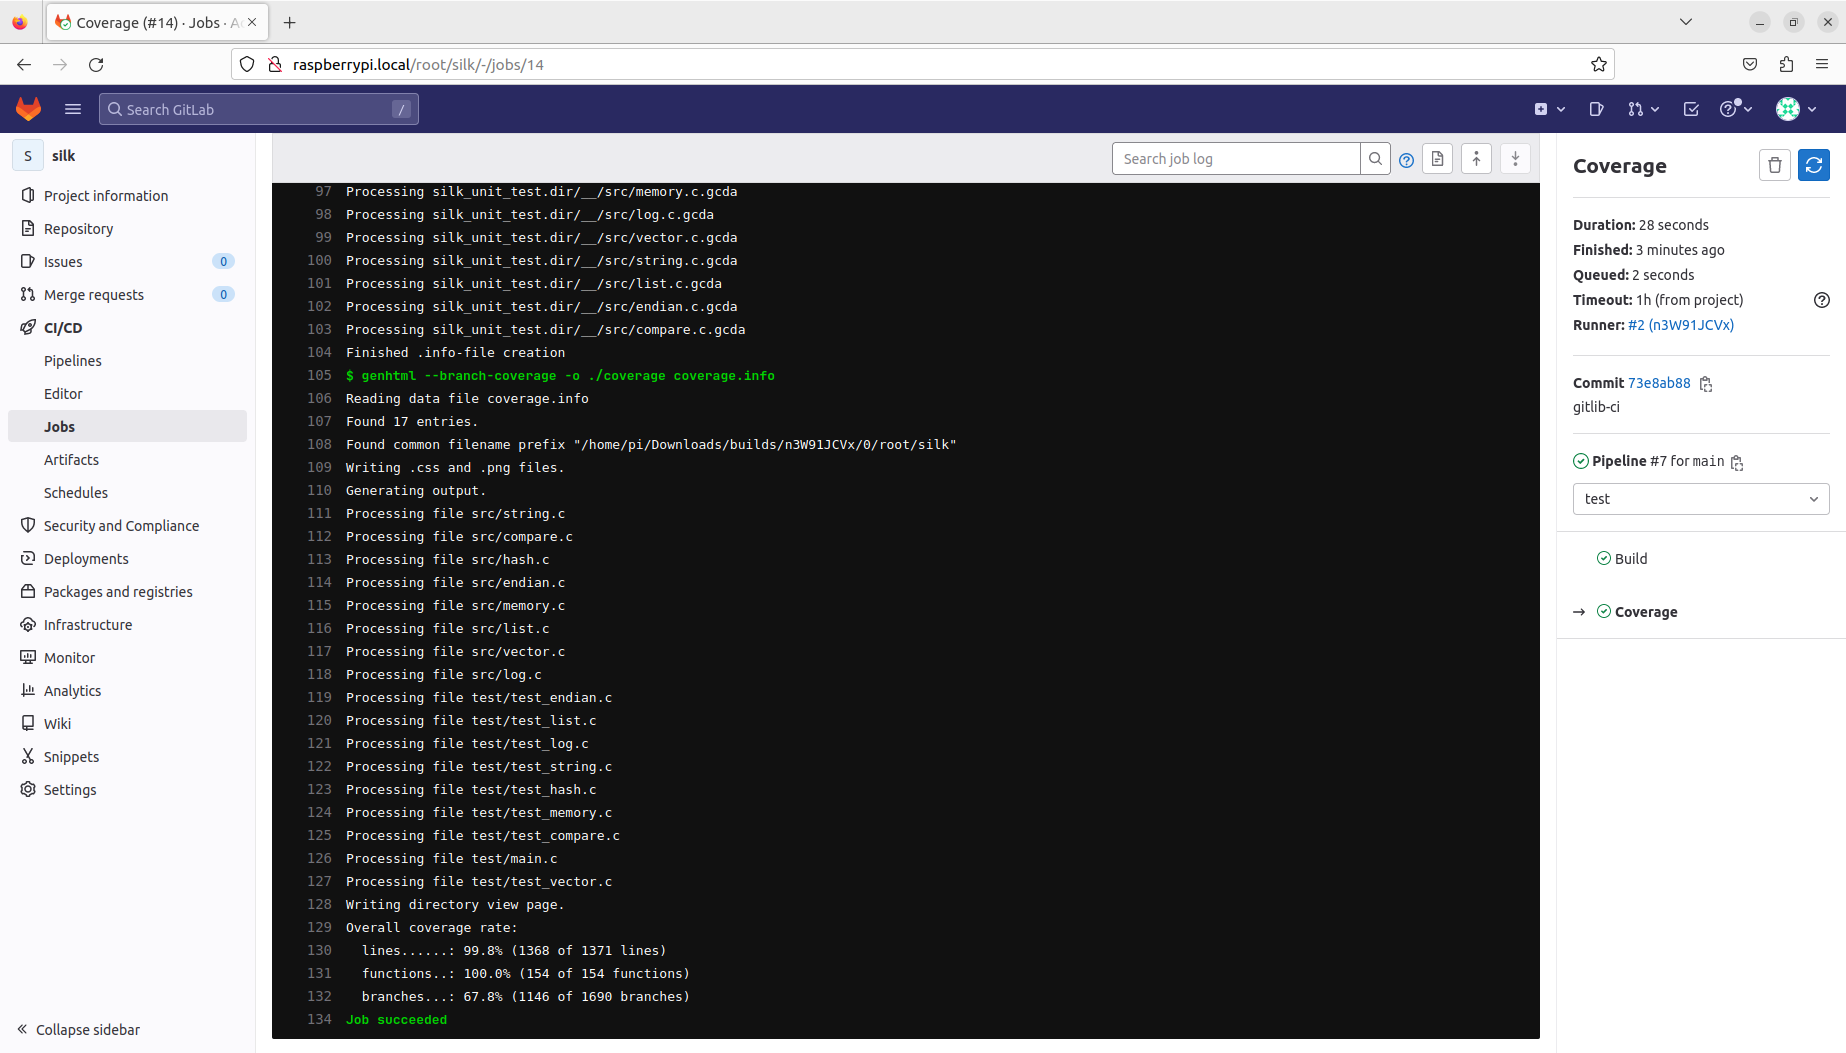 Coverage (#14) · Jobs ·
raspberrypi.local/root/silk/-/jobs/14
Search GitLab
/
S
silk
Project information
Repository
Issues
0
Merge requests
0
CI/CD
Pipelines
Editor
Jobs
Artifacts
Schedules
Security and Compliance
Deployments
Packages and registries
Infrastructure
Monitor
Analytics
Wiki
Snippets
Settings
Collapse sidebar
Search job log
97 Processing silk_unit_test.dir/__/src/memory.c.gcda
98 Processing silk_unit_test.dir/__/src/log.c.gcda
99 Processing silk_unit_test.dir/__/src/vector.c.gcda
100 Processing silk_unit_test.dir/__/src/string.c.gcda
101 Processing silk_unit_test.dir/__/src/list.c.gcda
102 Processing silk_unit_test.dir/__/src/endian.c.gcda
103 Processing silk_unit_test.dir/__/src/compare.c.gcda
104 Finished .info-file creation
105 $ genhtml --branch-coverage -o ./coverage coverage.info
106 Reading data file coverage.info
107 Found 17 entries.
108 Found common filename prefix "/home/pi/Downloads/builds/n3W91JCVx/0/root/silk"
109 Writing .css and .png files.
110 Generating output.
111 Processing file src/string.c
112 Processing file src/compare.c
113 Processing file src/hash.c
114 Processing file src/endian.c
115 Processing file src/memory.c
116 Processing file src/list.c
117 Processing file src/vector.c
118 Processing file src/log.c
119 Processing file test/test_endian.c
120 Processing file test/test_list.c
121 Processing file test/test_log.c
122 Processing file test/test_string.c
123 Processing file test/test_hash.c
124 Processing file test/test_memory.c
125 Processing file test/test_compare.c
126 Processing file test/main.c
127 Processing file test/test_vector.c
128 Writing directory view page.
129 Overall coverage rate:
130 lines......: 99.8% (1368 of 1371 lines)
131 functions..: 100.0% (154 of 154 functions)
132 branches...: 67.8% (1146 of 1690 branches)
134 Job succeeded
Coverage
Duration: 28 seconds
Finished: 3 minutes ago
Queued: 2 seconds
Timeout: 1h (from project)
Runner: #2 (n3W91JCVx)
Commit 73e8ab88
gitlib-ci
Pipeline #7 for main
test
Build
Coverage